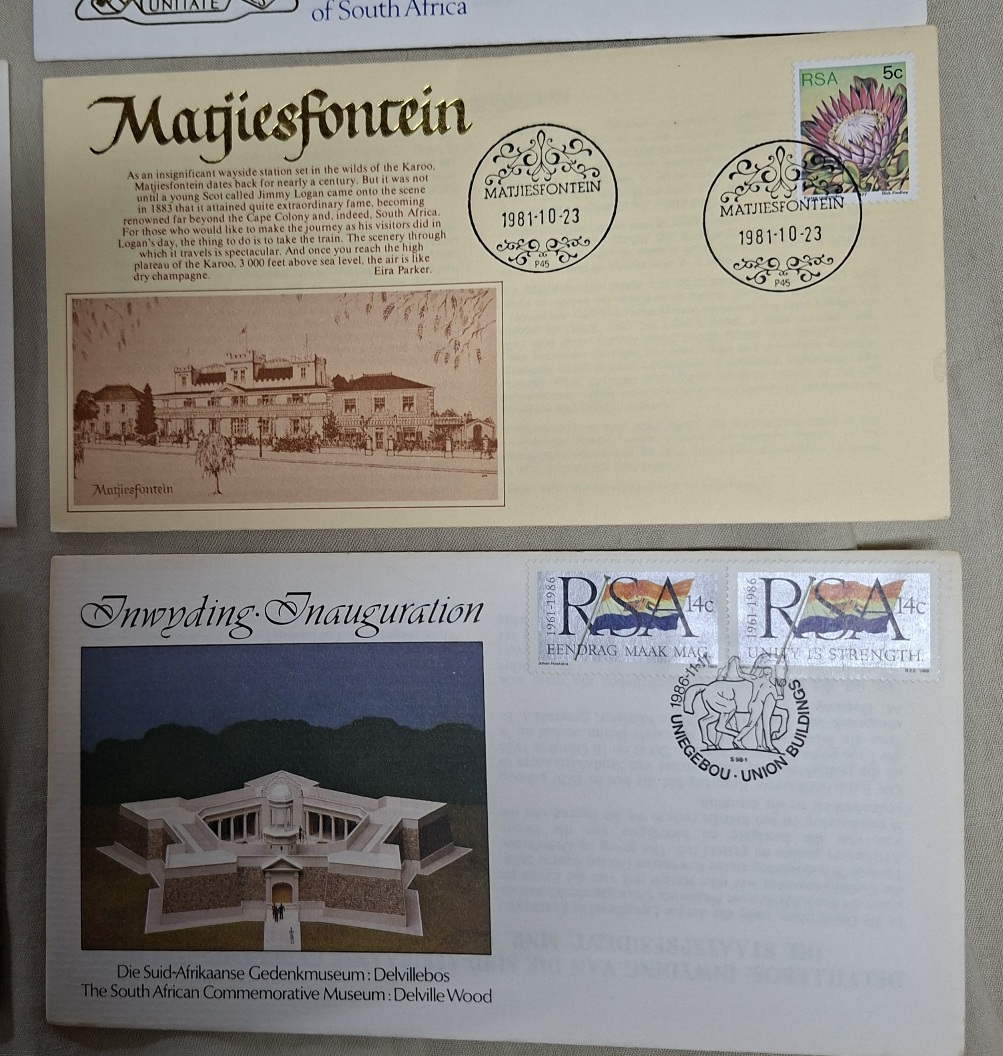 UNITATE
of South Africa
Matjiesfontein
As an insignificant wayside station set in the wilds of the Karoo,
Matjiesfontein dates back for nearly a century. But it was not
until a young Scot called Jimmy Logan came onto the scene
in 1883 that it attained quite extraordinary fame, becoming
renowned far beyond the Cape Colony and, indeed, South Africa.
For those who would like to make the journey as his visitors did in
Logan's day, the thing to do is to take the train. The scenery through
which it travels is spectacular. And once you reach the high
plateau of the Karoo, 3 000 feet above sea level, the air is like
dry champagne.
Eira Parker.
MATJIESFONTEIN
1981-10-23
P45
RSA 5c
MATJIESFONTEIN
1981-10-23
P45
Matjiesfontein
Inwyding · Inauguration
1961-1986
RSA 14c
EENDRAG MAAK MAG.
1961-1986
RSA 14c
UNITY IS STRENGTH.
UNIEGEBOU · UNION BUILDINGS
Die Suid-Afrikaanse Gedenkmuseum : Delvillebos
The South African Commemorative Museum : Delville Wood